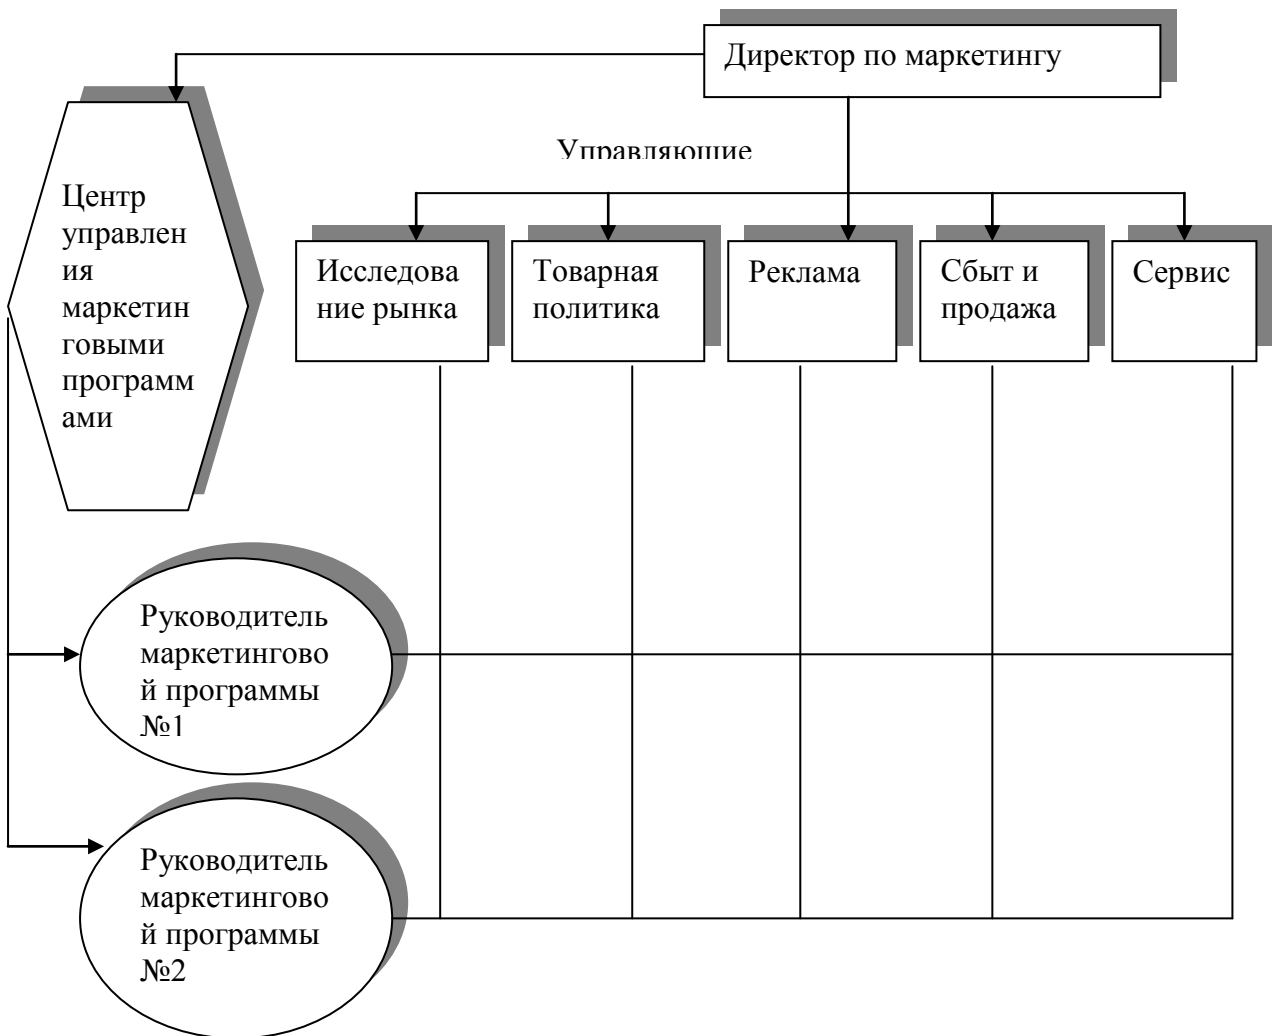 Директор по маркетингу
Управляющие
Центр
управлен
ия
маркетин
говыми
программ
ами
Исследова
ние рынка
Товарная
политика
Реклама
Сбыт и
продажа
Сервис
Руководитель
маркетингово
й программы
№1
Руководитель
маркетингово
й программы
№2